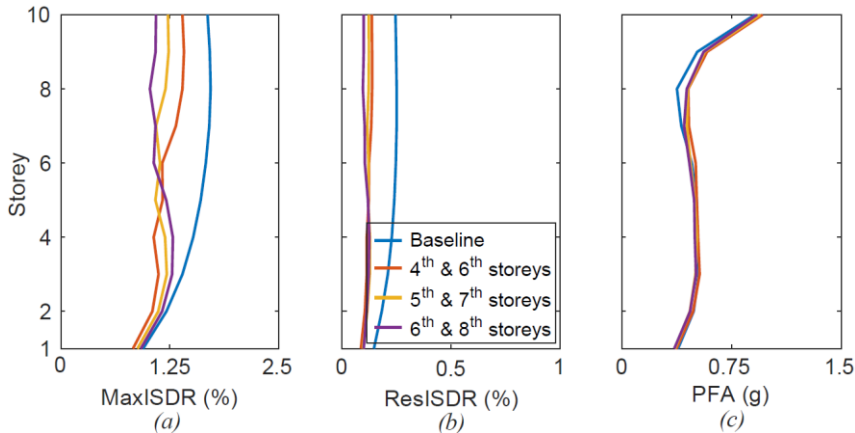 10
8
6
4
2
1
Storey
0
1.25
2.5
MaxISDR (%)
(a)
Baseline
4th & 6th storeys
5th & 7th storeys
6th & 8th storeys
0
0.5
1
ResISDR (%)
(b)
0
0.75
1.5
PFA (g)
(c)